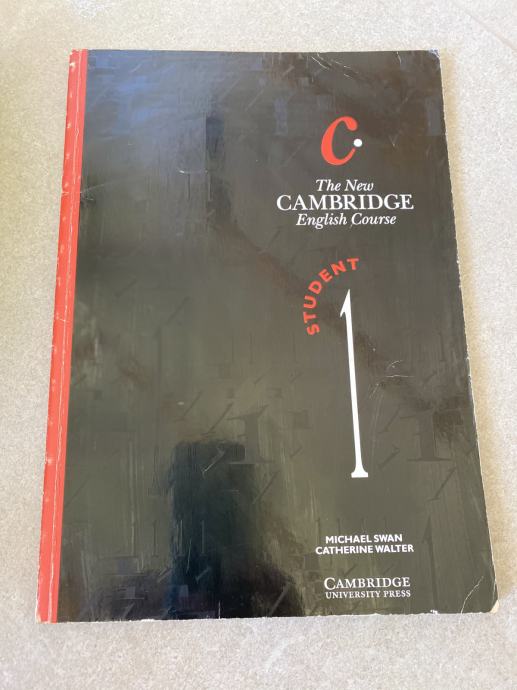 c.
The New
CAMBRIDGE
English Course
STUDENT
1
MICHAEL SWAN
CATHERINE WALTER
CAMBRIDGE
UNIVERSITY PRESS